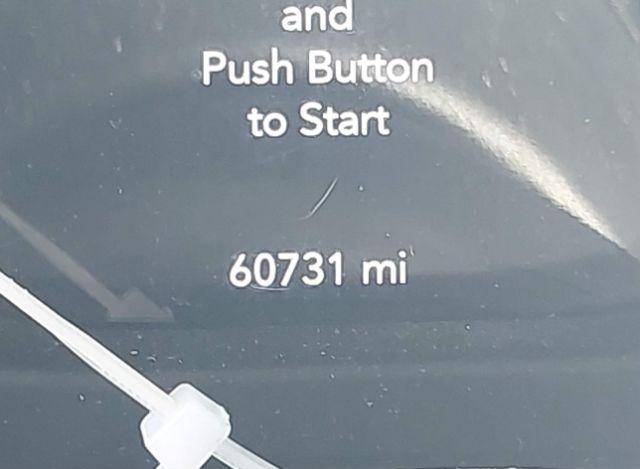 and
Push Button
to Start
60731 mi